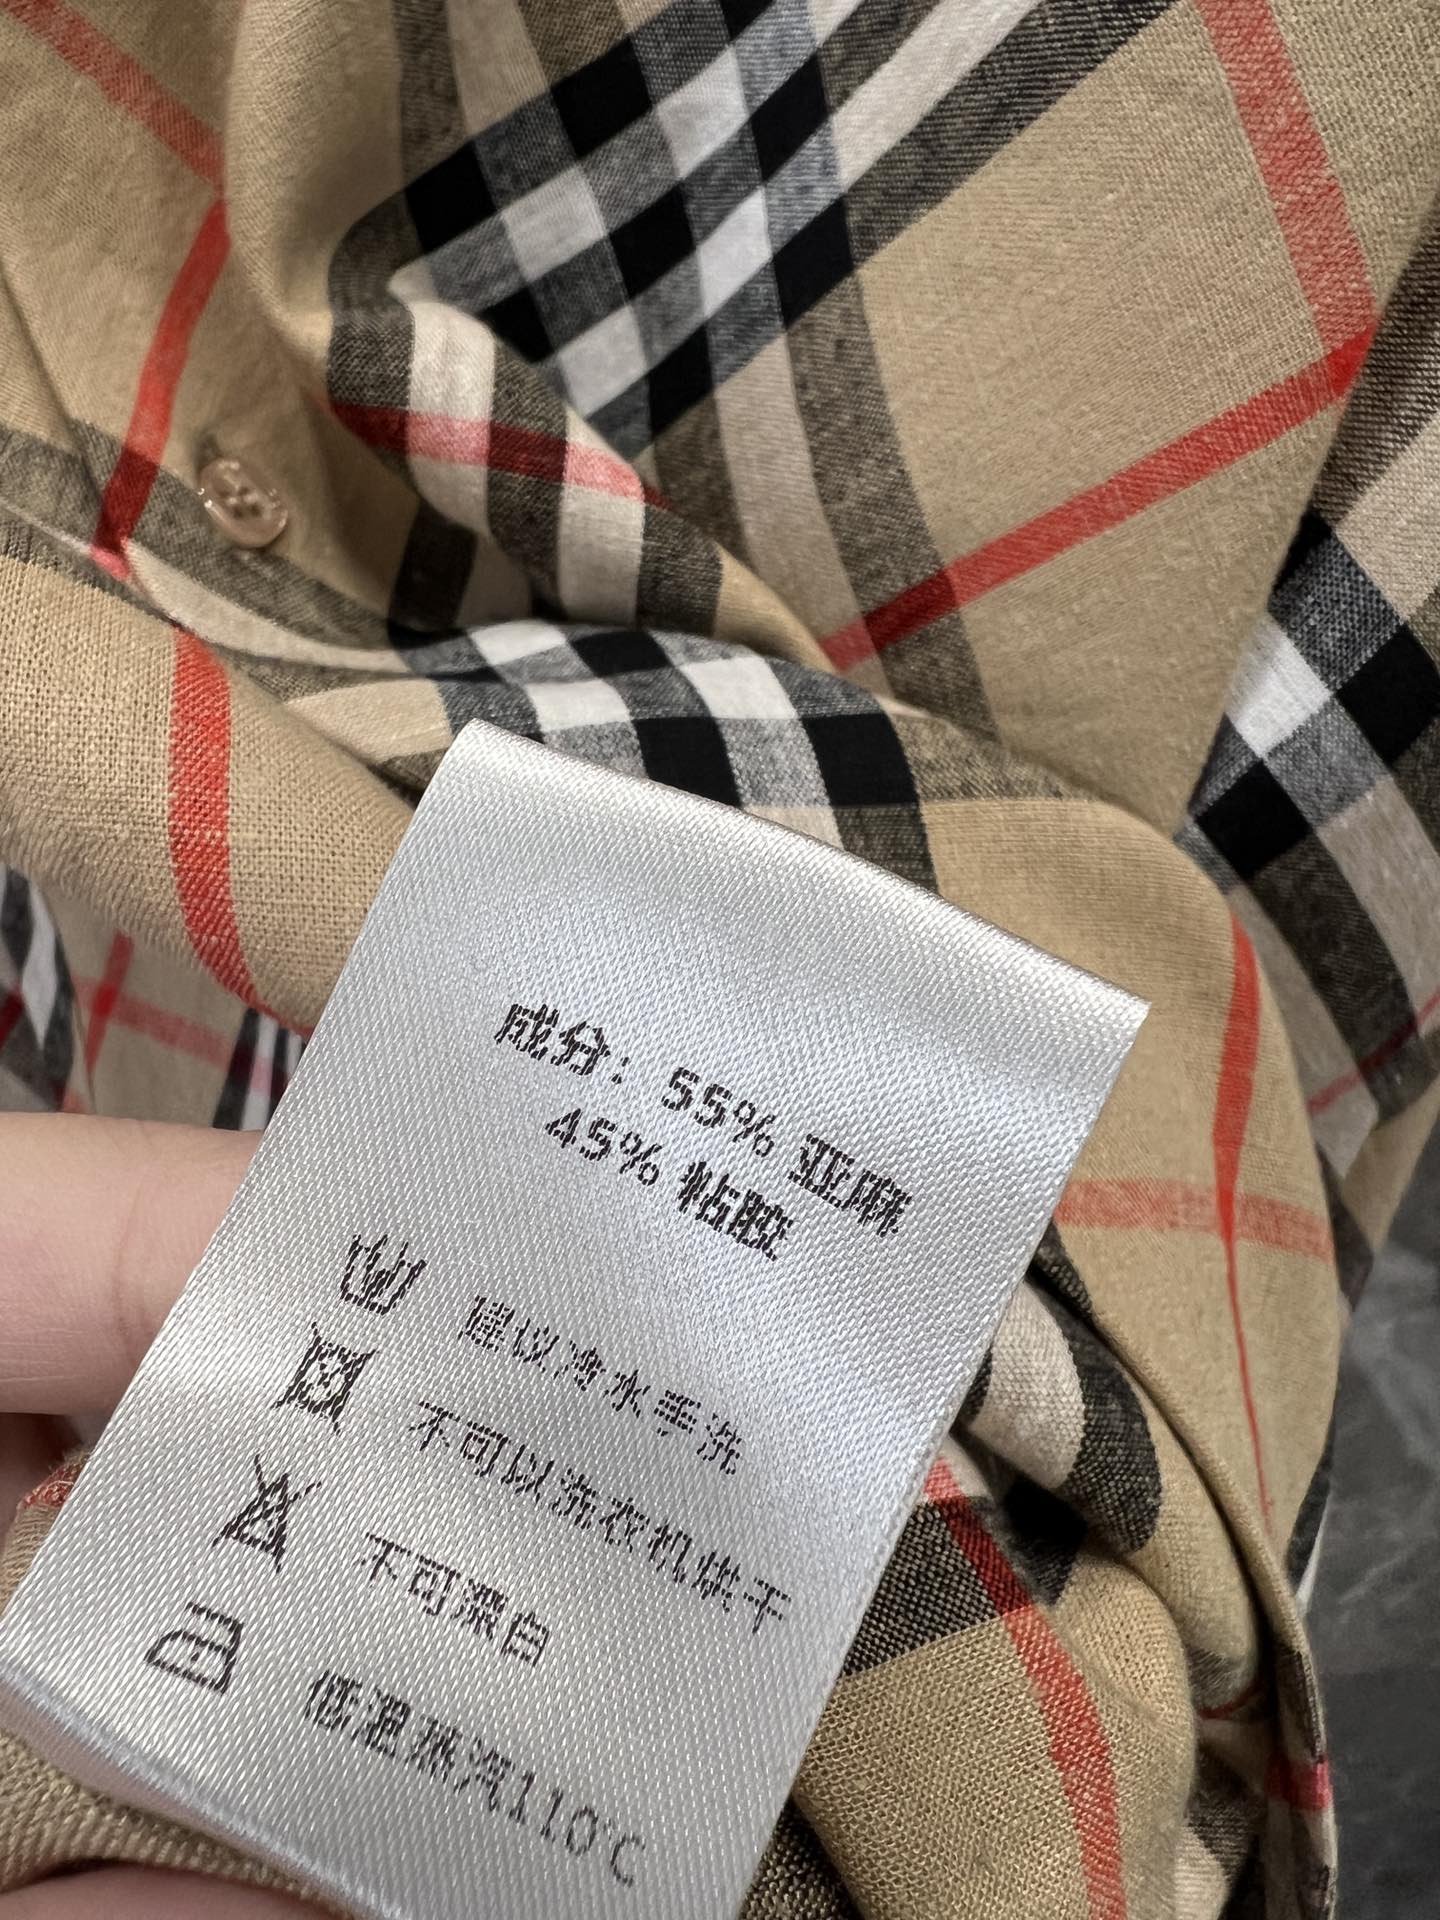 成分：55%亚麻
45%粘胶
建议冷水手洗
不可以洗衣机烘干
不可漂白
低温蒸汽110℃